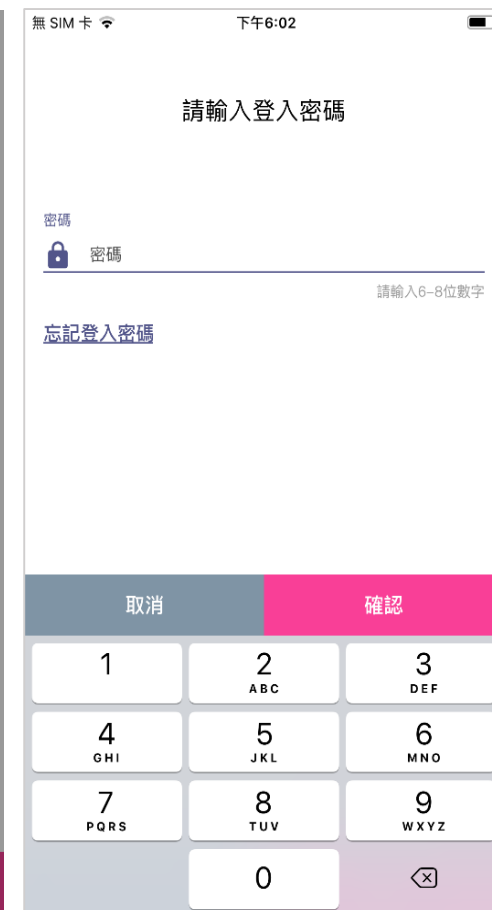 無 SIM 卡 下午6:02
請輸入登入密碼
密碼
密碼
請輸入6-8位數字
忘記登入密碼
取消 確認
1 2 3
ABC DEF
4 5 6
GHI JKL MNO
7 8 9
PQRS TUV WXYZ
0